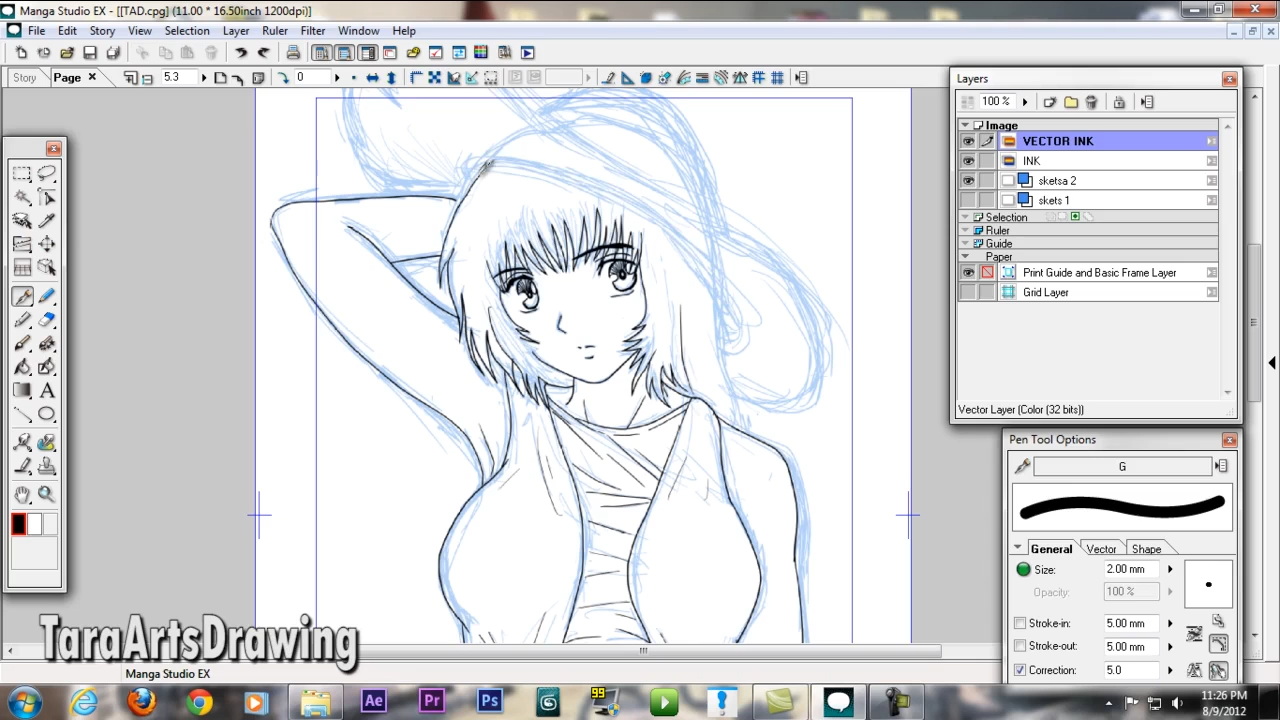 Manga Studio EX - [[TAD.cpg] (11.00 * 16.50inch 1200dpi)]
File Edit Story View Selection Layer Ruler Filter Window Help
Story Page 5.3 0
Layers
100 %
Image
VECTOR INK
INK
sketsa 2
skets 1
Selection
Ruler
Guide
Paper
Print Guide and Basic Frame Layer
Grid Layer
Vector Layer (Color (32 bits))
Pen Tool Options
G
General Vector Shape
Size: 2.00 mm
Opacity: 100 %
Stroke-in: 5.00 mm
Stroke-out: 5.00 mm
Correction: 5.0
A
TaraArtsDrawing
Manga Studio EX
Ae Pr Ps 99
11:26 PM
8/9/2012